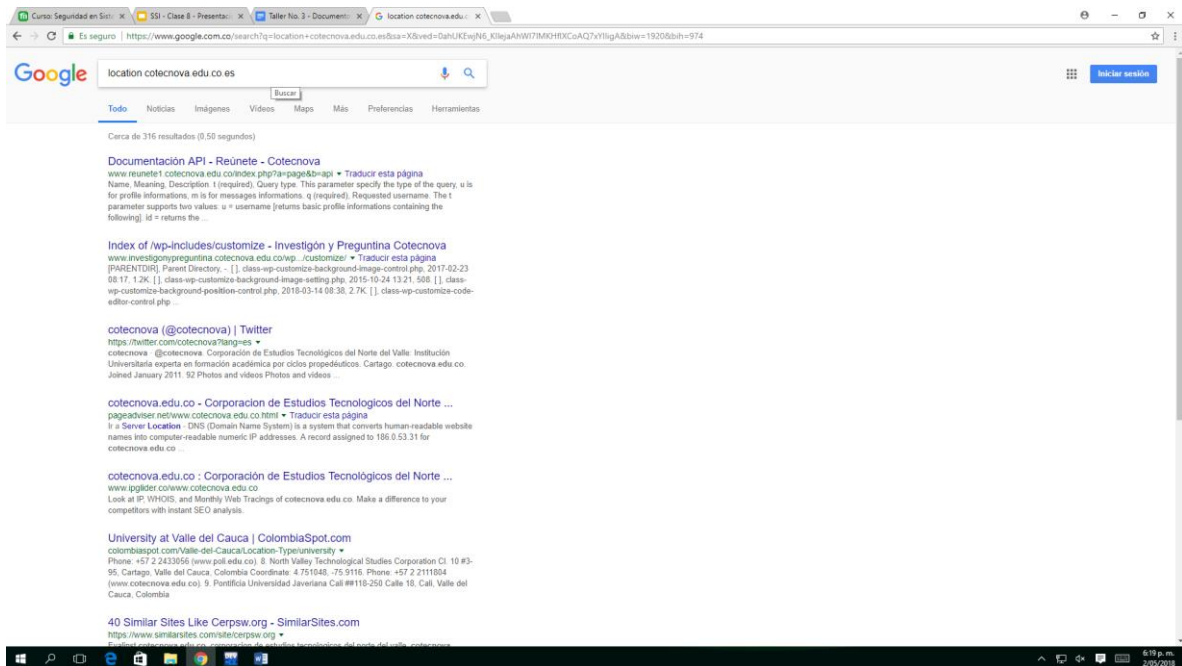 Curso: Seguridad en Siste
SSI - Clase 8 - Presentaci
Taller No. 3 - Documento
location cotecnova.edu.c
Es seguro
https://www.google.com.co/search?q=location+cotecnova.edu.co.es&sa=X&ved=
&biw=1920&bih=974
Google
location cotecnova.edu.co.es
Buscar
Iniciar sesión
Todo Noticias Imágenes Vídeos Maps Más Preferencias Herramientas
Cerca de 316 resultados (0,50 segundos)
Documentación API - Reúnete - Cotecnova
www.reunete1.cotecnova.edu.co/index.php?a=page&b=api Traducir esta página
Name, Meaning, Description. t (required), Query type. This parameter specify the type of the query, u is
for profile informations, m is for messages informations. q (required), Requested username. The t
parameter supports two values: u = username [returns basic profile informations containing the
following]. id = returns the ...
Index of /wp-includes/customize - Investigón y Preguntina Cotecnova
www.investigonypreguntina.cotecnova.edu.co/wp.../customize/ Traducir esta página
[PARENTDIR], Parent Directory, -. [ ], class-wp-customize-background-image-control.php, 2017-02-23
08:17, 1.2K. [ ], class-wp-customize-background-image-setting.php, 2015-10-24 13:21, 508. [ ], class-
wp-customize-background-position-control.php, 2018-03-14 08:38, 2.7K. [ ], class-wp-customize-code-
editor-control.php ...
cotecnova (@cotecnova) | Twitter
https://twitter.com/cotecnova?lang=es
cotecnova · @cotecnova. Corporación de Estudios Tecnológicos del Norte del Valle: Institución
Universitaria experta en formación académica por ciclos propedéuticos. Cartago. cotecnova.edu.co.
Joined January 2011. 92 Photos and videos Photos and videos ...
cotecnova.edu.co - Corporacion de Estudios Tecnologicos del Norte ...
pageadviser.net/www.cotecnova.edu.co.html Traducir esta página
Ir a Server Location - DNS (Domain Name System) is a system that converts human-readable website
names into computer-readable numeric IP addresses. A record assigned to 186.0.53.31 for
cotecnova.edu.co ...
cotecnova.edu.co : Corporación de Estudios Tecnológicos del Norte ...
www.ipglider.co/www.cotecnova.edu.co
Look at IP, WHOIS, and Monthly Web Tracings of cotecnova.edu.co. Make a difference to your
competitors with instant SEO analysis.
University at Valle del Cauca | ColombiaSpot.com
colombiaspot.com/Valle-del-Cauca/Location-Type/university
Phone: +57 2 2433056 (www.poli.edu.co). 8. North Valley Technological Studies Corporation Cl. 10 #3-
95, Cartago, Valle del Cauca, Colombia Coordinate: 4.751048, -75.9116. Phone: +57 2 2111804
(www.cotecnova.edu.co). 9. Pontificia Universidad Javeriana Cali ##118-250 Calle 18, Cali, Valle del
Cauca, Colombia
40 Similar Sites Like Cerpsw.org - SimilarSites.com
https://www.similarsites.com/site/cerpsw.org
cotecnova.edu.co. corporacion de estudios tecnologicos del norte del valle. cotecnova
6:19 p. m.
2/05/2018